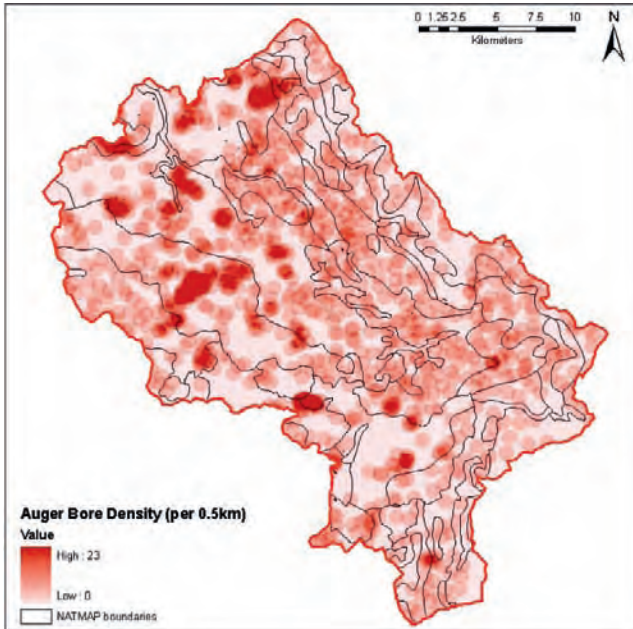 0 1.25 2.5 5 7.5 10
Kilometers
N
Auger Bore Density (per 0.5km)
Value
High : 23
Low : 0
NATMAP boundaries